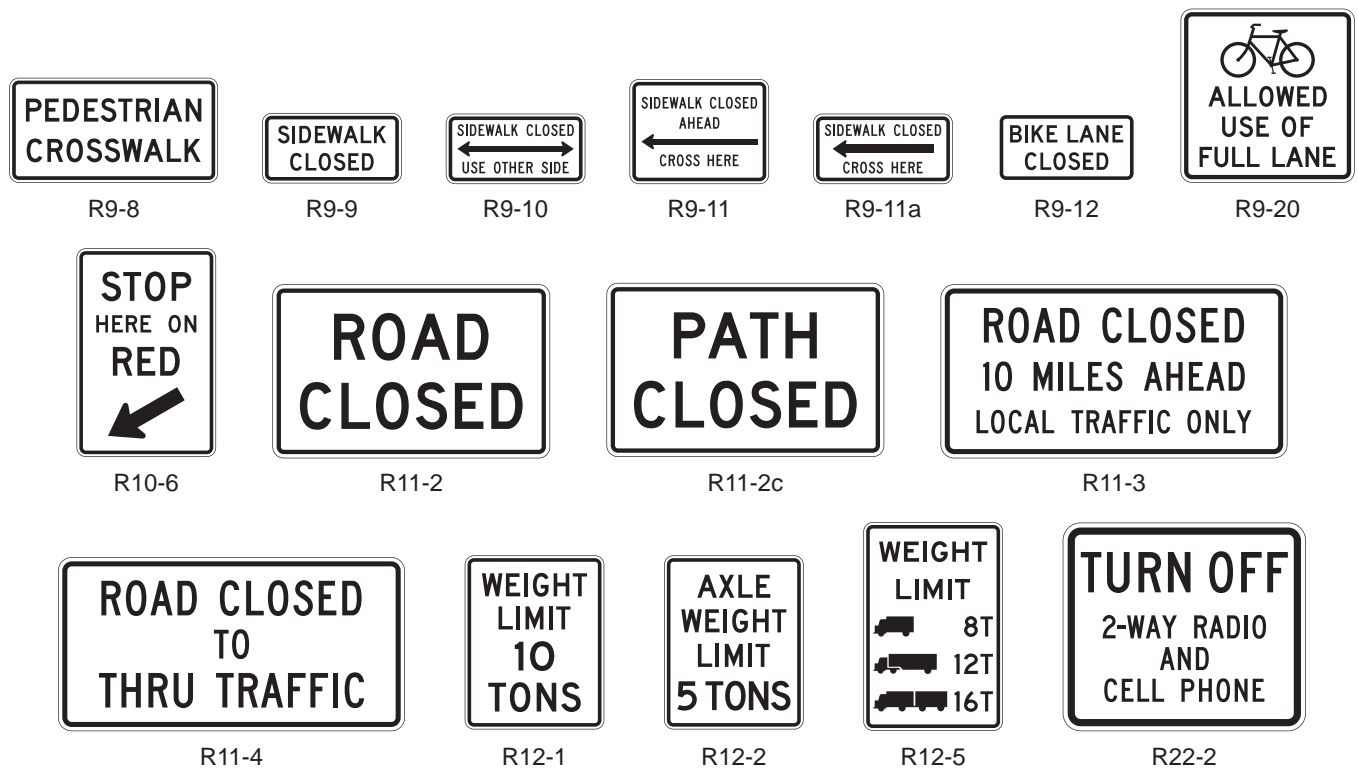 PEDESTRIAN
CROSSWALK
R9-8
SIDEWALK
CLOSED
R9-9
SIDEWALK CLOSED
USE OTHER SIDE
R9-10
SIDEWALK CLOSED
AHEAD
CROSS HERE
R9-11
SIDEWALK CLOSED
CROSS HERE
R9-11a
BIKE LANE
CLOSED
R9-12
ALLOWED
USE OF
FULL LANE
R9-20
STOP
HERE ON
RED
R10-6
ROAD
CLOSED
R11-2
PATH
CLOSED
R11-2c
ROAD CLOSED
10 MILES AHEAD
LOCAL TRAFFIC ONLY
R11-3
ROAD CLOSED
TO
THRU TRAFFIC
R11-4
WEIGHT
LIMIT
10
TONS
R12-1
AXLE
WEIGHT
LIMIT
5 TONS
R12-2
WEIGHT
LIMIT
8T
12T
16T
R12-5
TURN OFF
2-WAY RADIO
AND
CELL PHONE
R22-2